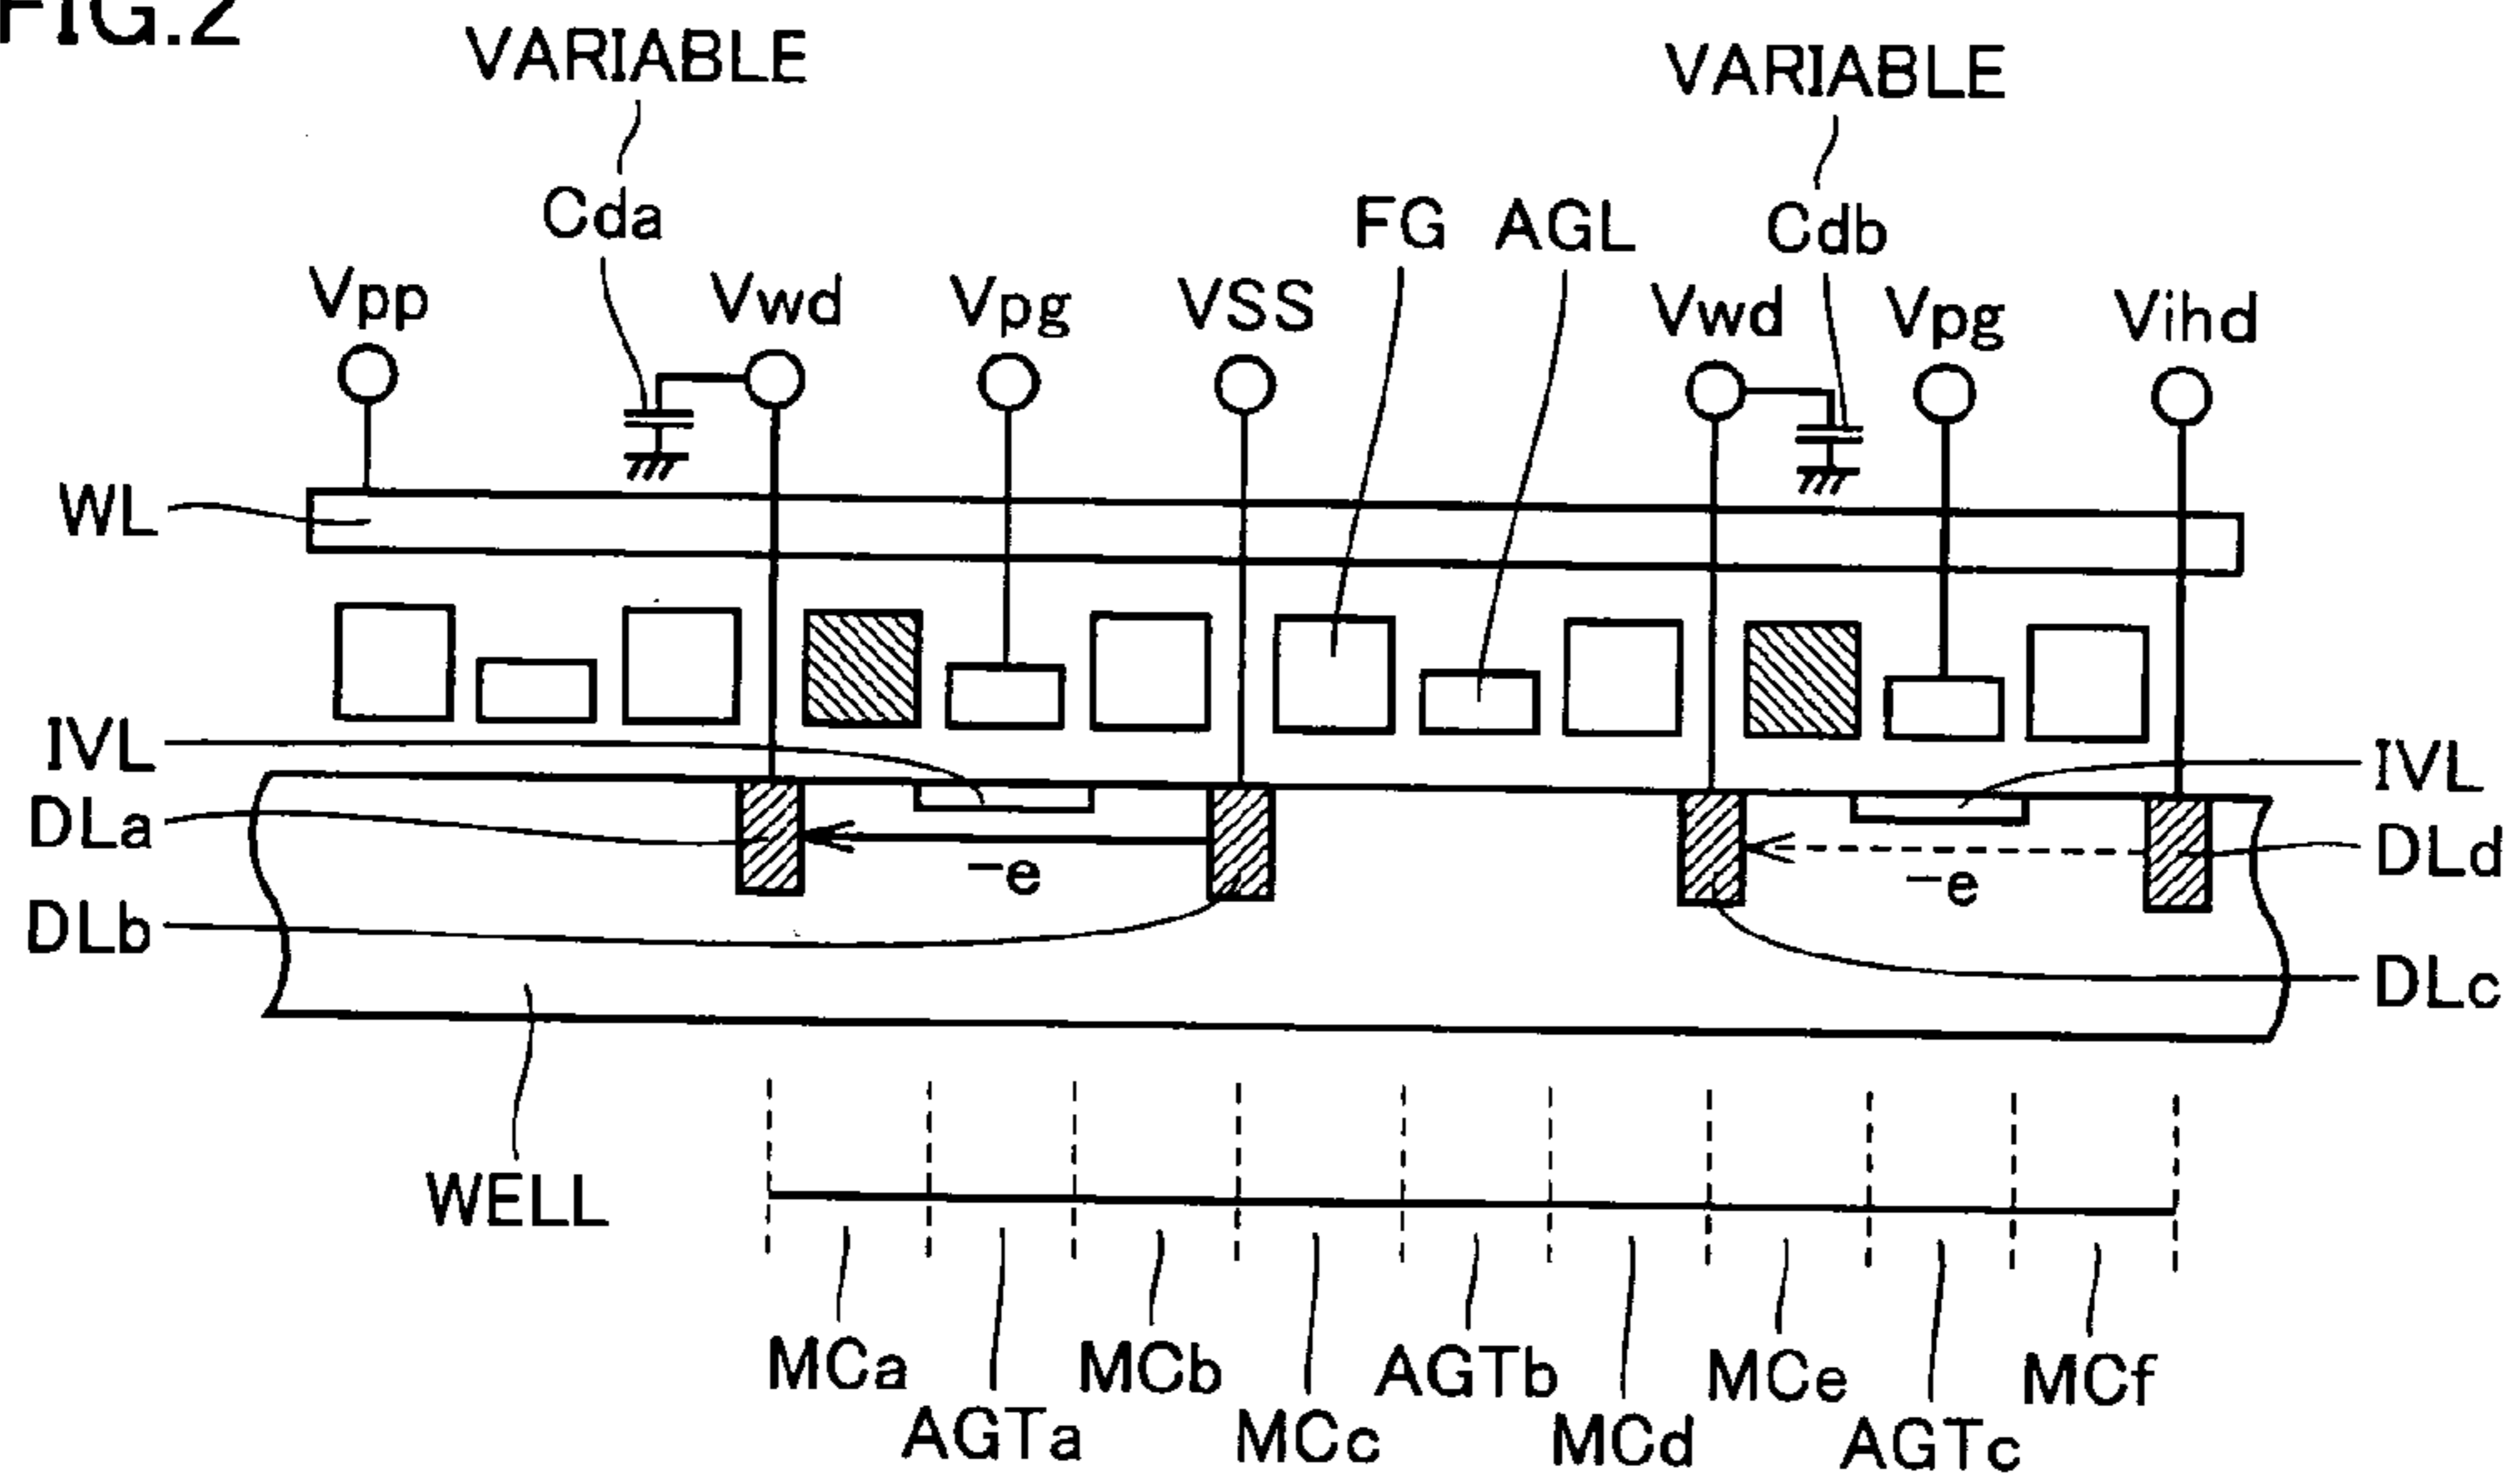 FIG.2
VARIABLE
VARIABLE
Cda
FG
AGL
Cdb
Vpp
Vwd
Vpg
VSS
Vwd
Vpg
Vihd
WL
IVL
IVL
DLa
-e
-e
DLd
DLb
DLc
WELL
MCa
MCb
AGTb
MCe
MCf
AGTa
MCc
MCd
AGTc